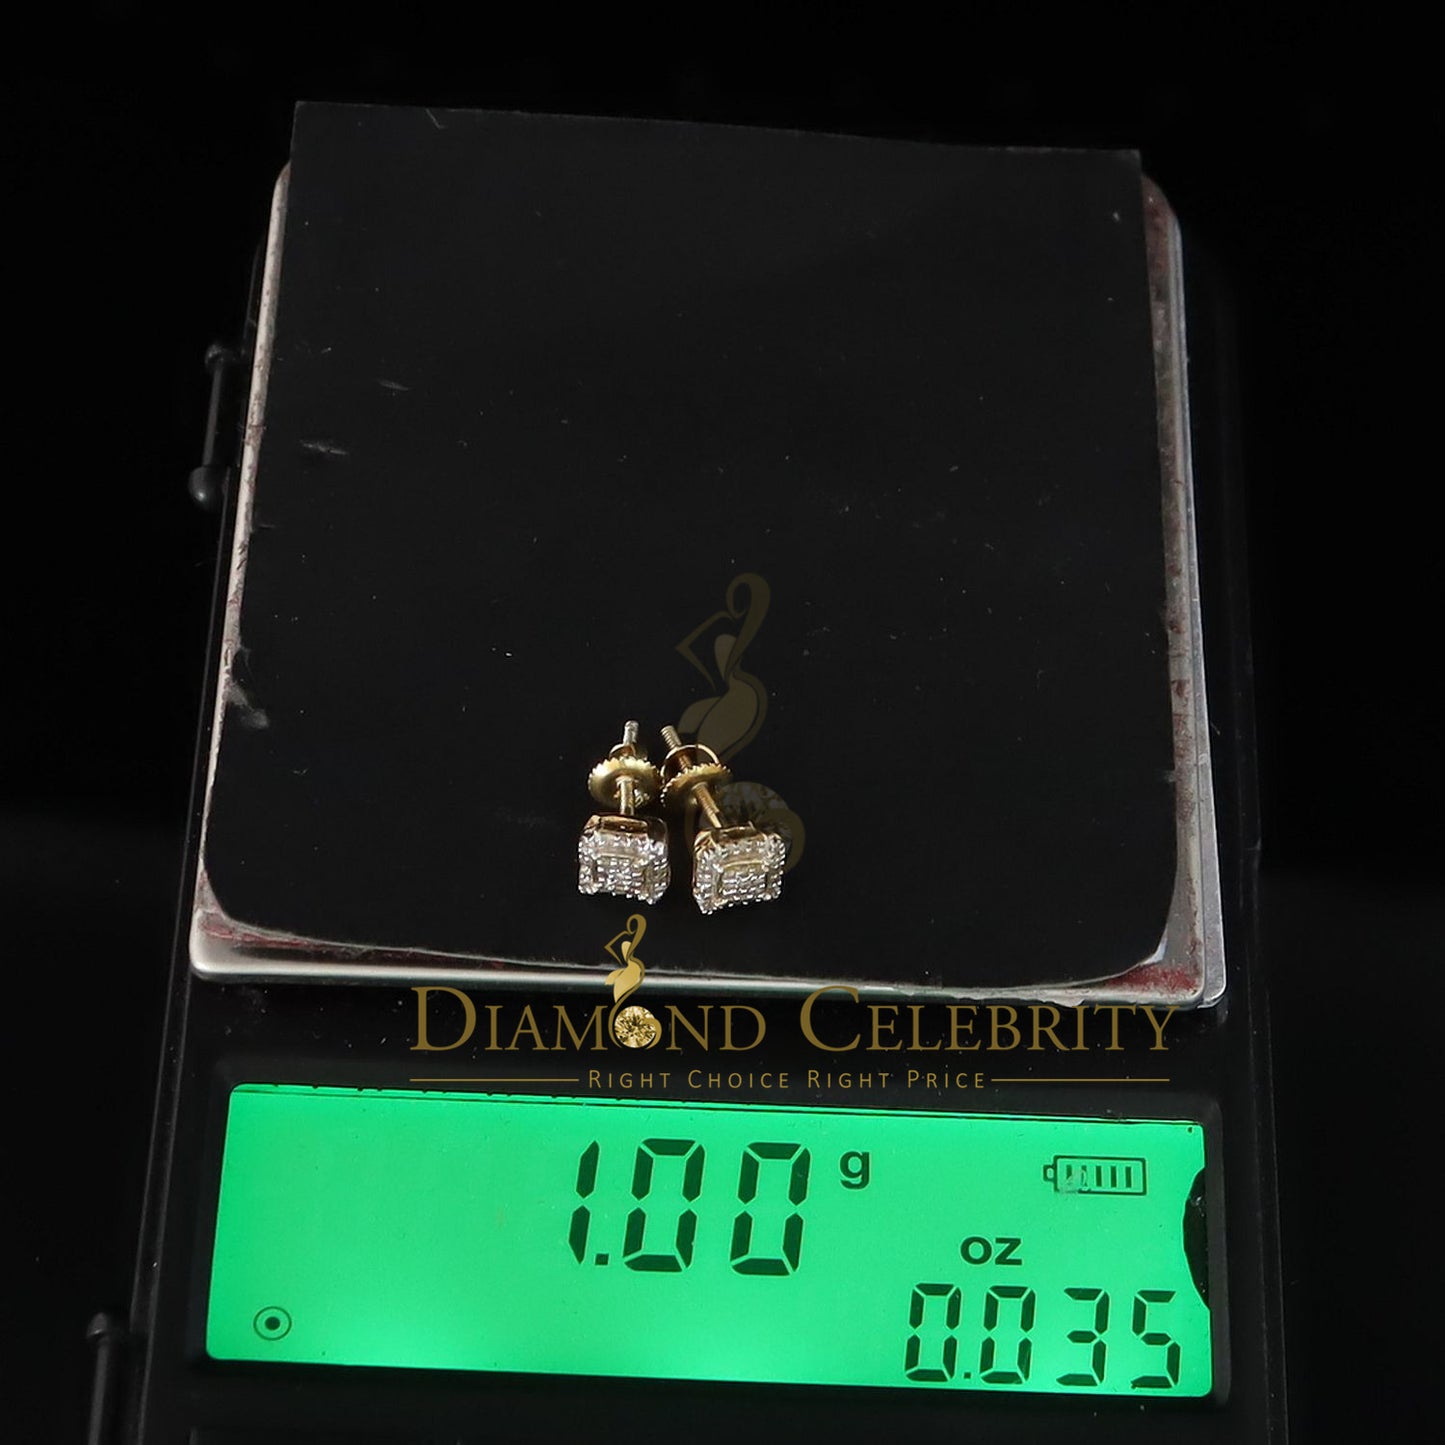 DIAMOND CELEBRITY
RIGHT CHOICE RIGHT PRICE
1.00 g
oz
0.035